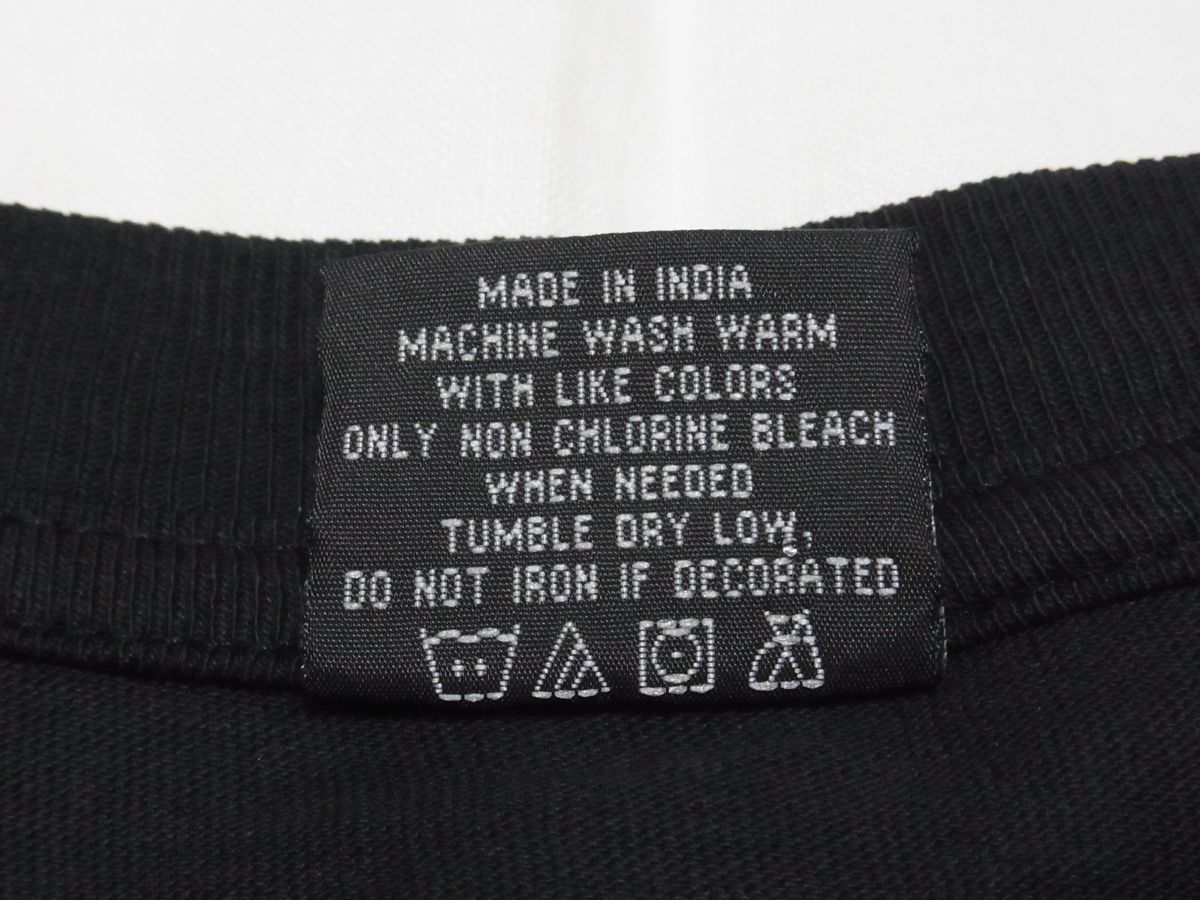 MADE IN INDIA
MACHINE WASH WARM
WITH LIKE COLORS
ONLY NON CHLORINE BLEACH
WHEN NEEDED
TUMBLE DRY LOW,
DO NOT IRON IF DECORATED